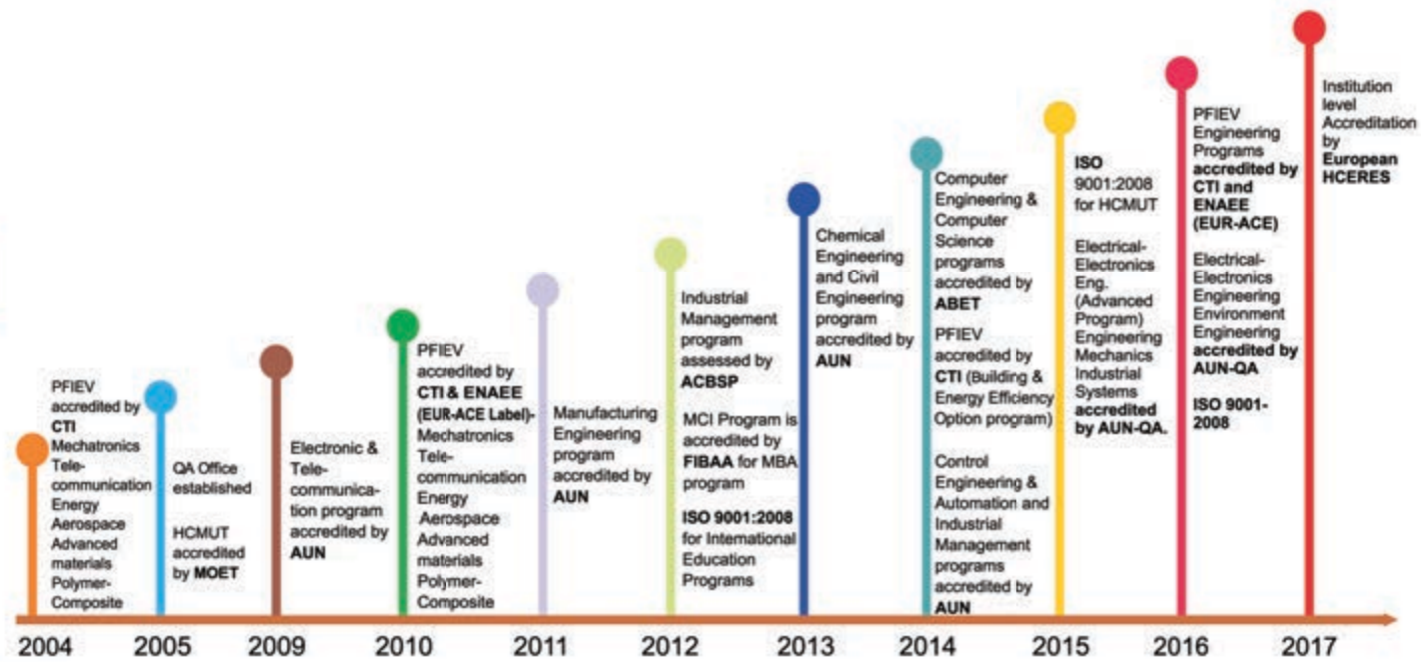 PFIEV
accredited by
CTI
Mechatronics
Tele-
communication
Energy
Aerospace
Advanced
materials
Polymer-
Composite
2004
QA Office
established
HCMUT
accredited
by MOET
2005
Electronic &
Tele-
communica-
tion program
accredited by
AUN
2009
PFIEV
accredited by
CTI & ENAEE
(EUR-ACE Label)-
Mechatronics
Tele-
communication
Energy
Aerospace
Advanced
materials
Polymer-
Composite
2010
Manufacturing
Engineering
program
accredited by
AUN
2011
Industrial
Management
program
assessed by
ACBSP
MCI Program is
accredited by
FIBAA for MBA
program
ISO 9001:2008
for International
Education
Programs
2012
Chemical
Engineering
and Civil
Engineering
program
accredited by
AUN
2013
Computer
Engineering &
Computer
Science
programs
accredited by
ABET
PFIEV
accredited by
CTI (Building &
Energy Efficiency
Option program)
Control
Engineering &
Automation and
Industrial
Management
programs
accredited by
AUN
2014
ISO
9001:2008
for HCMUT
Electrical-
Electronics
Eng.
(Advanced
Program)
Engineering
Mechanics
Industrial
Systems
accredited
by AUN-QA.
2015
PFIEV
Engineering
Programs
accredited by
CTI and
ENAEE
(EUR-ACE)
Electrical-
Electronics
Engineering
Environment
Engineering
accredited by
AUN-QA
ISO 9001-
2008
2016
Institution
level
Accreditation
by
European
HCERES
2017